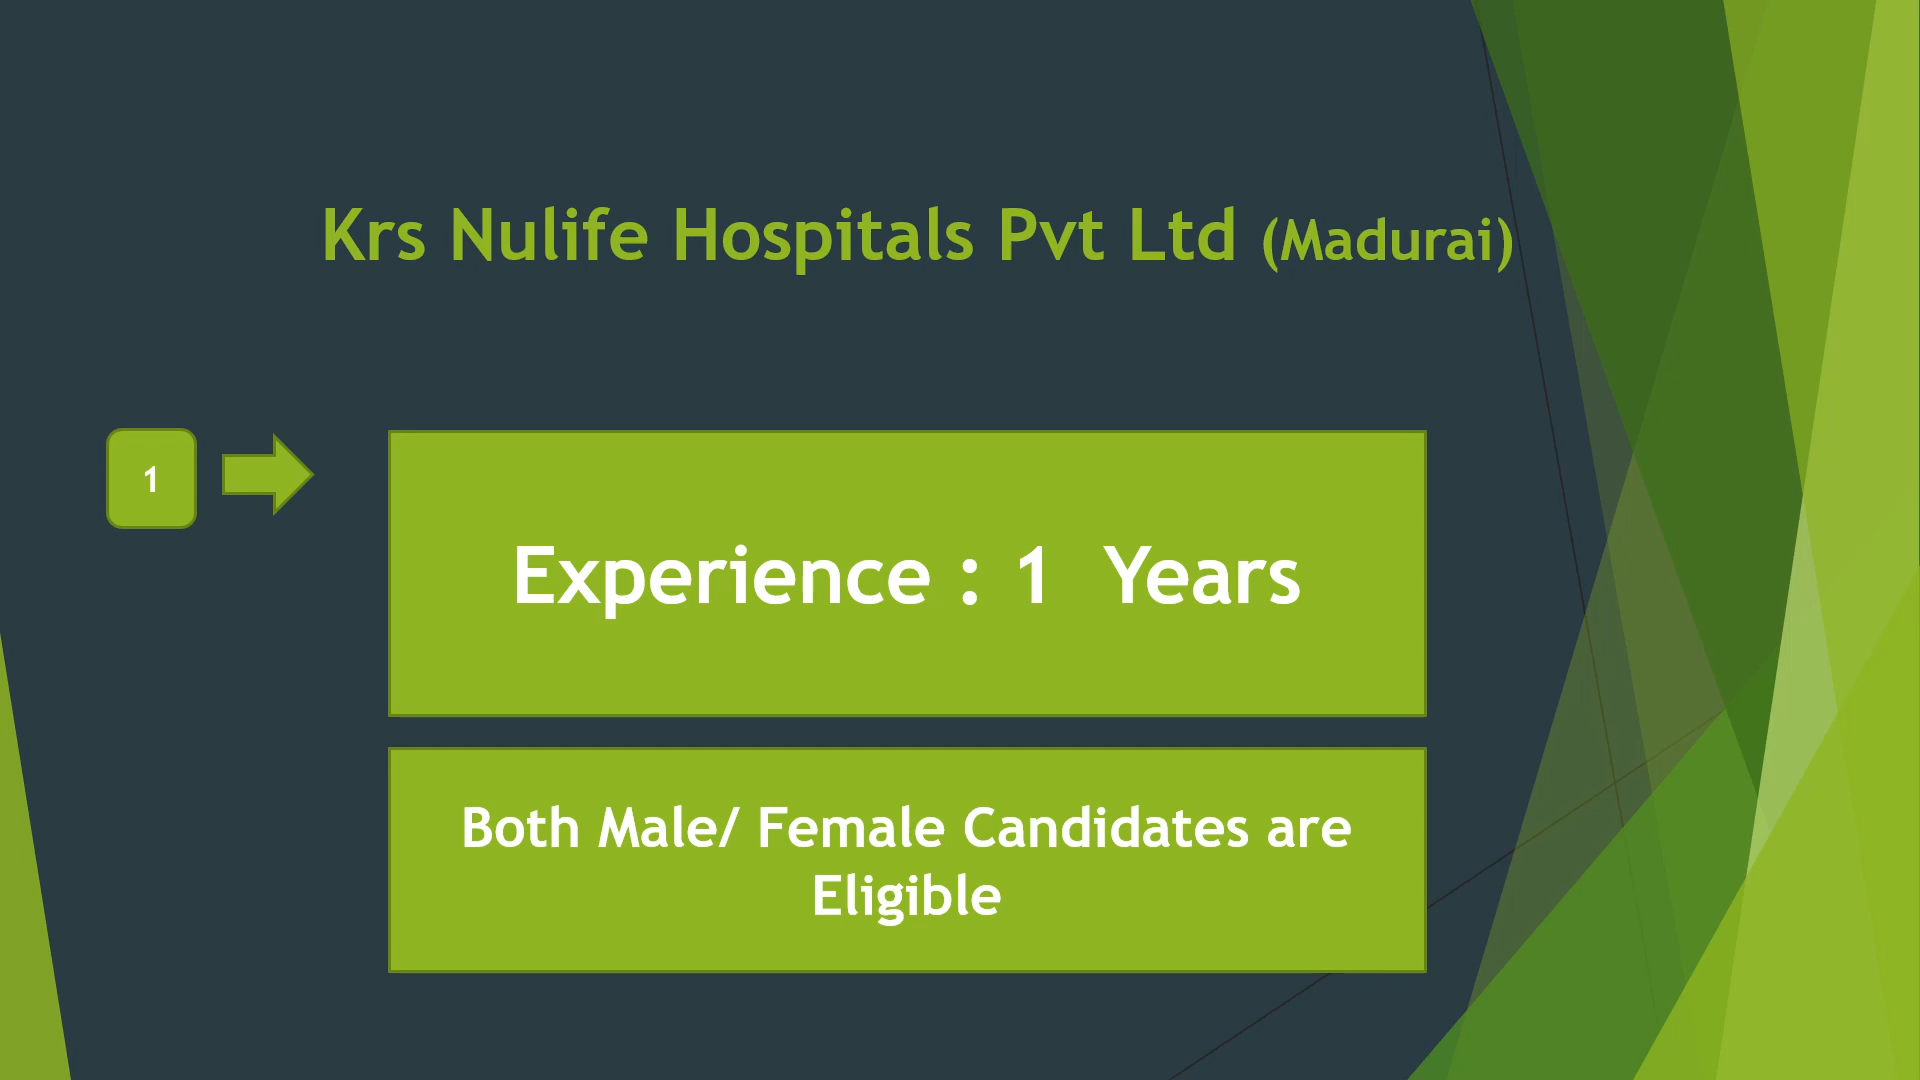 Krs Nulife Hospitals Pvt Ltd (Madurai)
1
Experience : 1  Years
Both Male/ Female Candidates are
Eligible